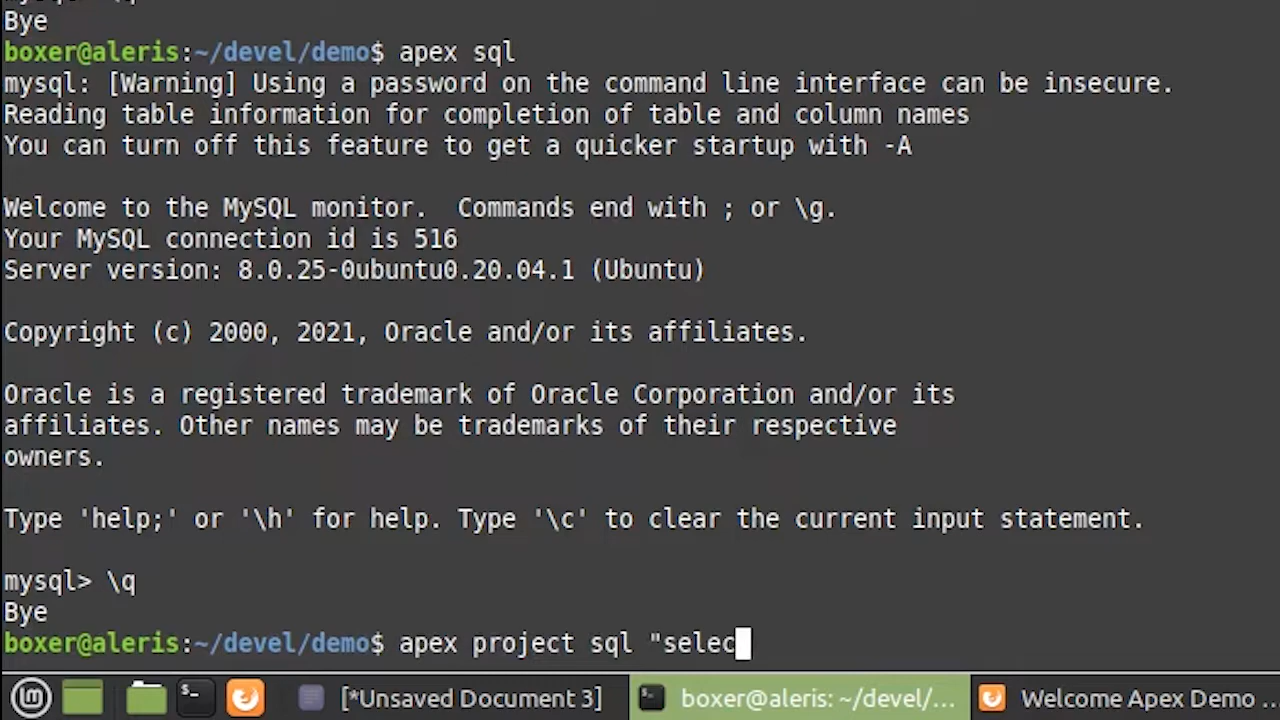 Bye
boxer@aleris:~/devel/demo$ apex sql
mysql: [Warning] Using a password on the command line interface can be insecure.
Reading table information for completion of table and column names
You can turn off this feature to get a quicker startup with -A
Welcome to the MySQL monitor.  Commands end with ; or \g.
Your MySQL connection id is 516
Server version: 8.0.25-0ubuntu0.20.04.1 (Ubuntu)
Copyright (c) 2000, 2021, Oracle and/or its affiliates.
Oracle is a registered trademark of Oracle Corporation and/or its
affiliates. Other names may be trademarks of their respective
owners.
Type 'help;' or '\h' for help. Type '\c' to clear the current input statement.
mysql> \q
Bye
boxer@aleris:~/devel/demo$ apex project sql "selec
[*Unsaved Document 3] boxer@aleris: ~/devel/... Welcome Apex Demo ...